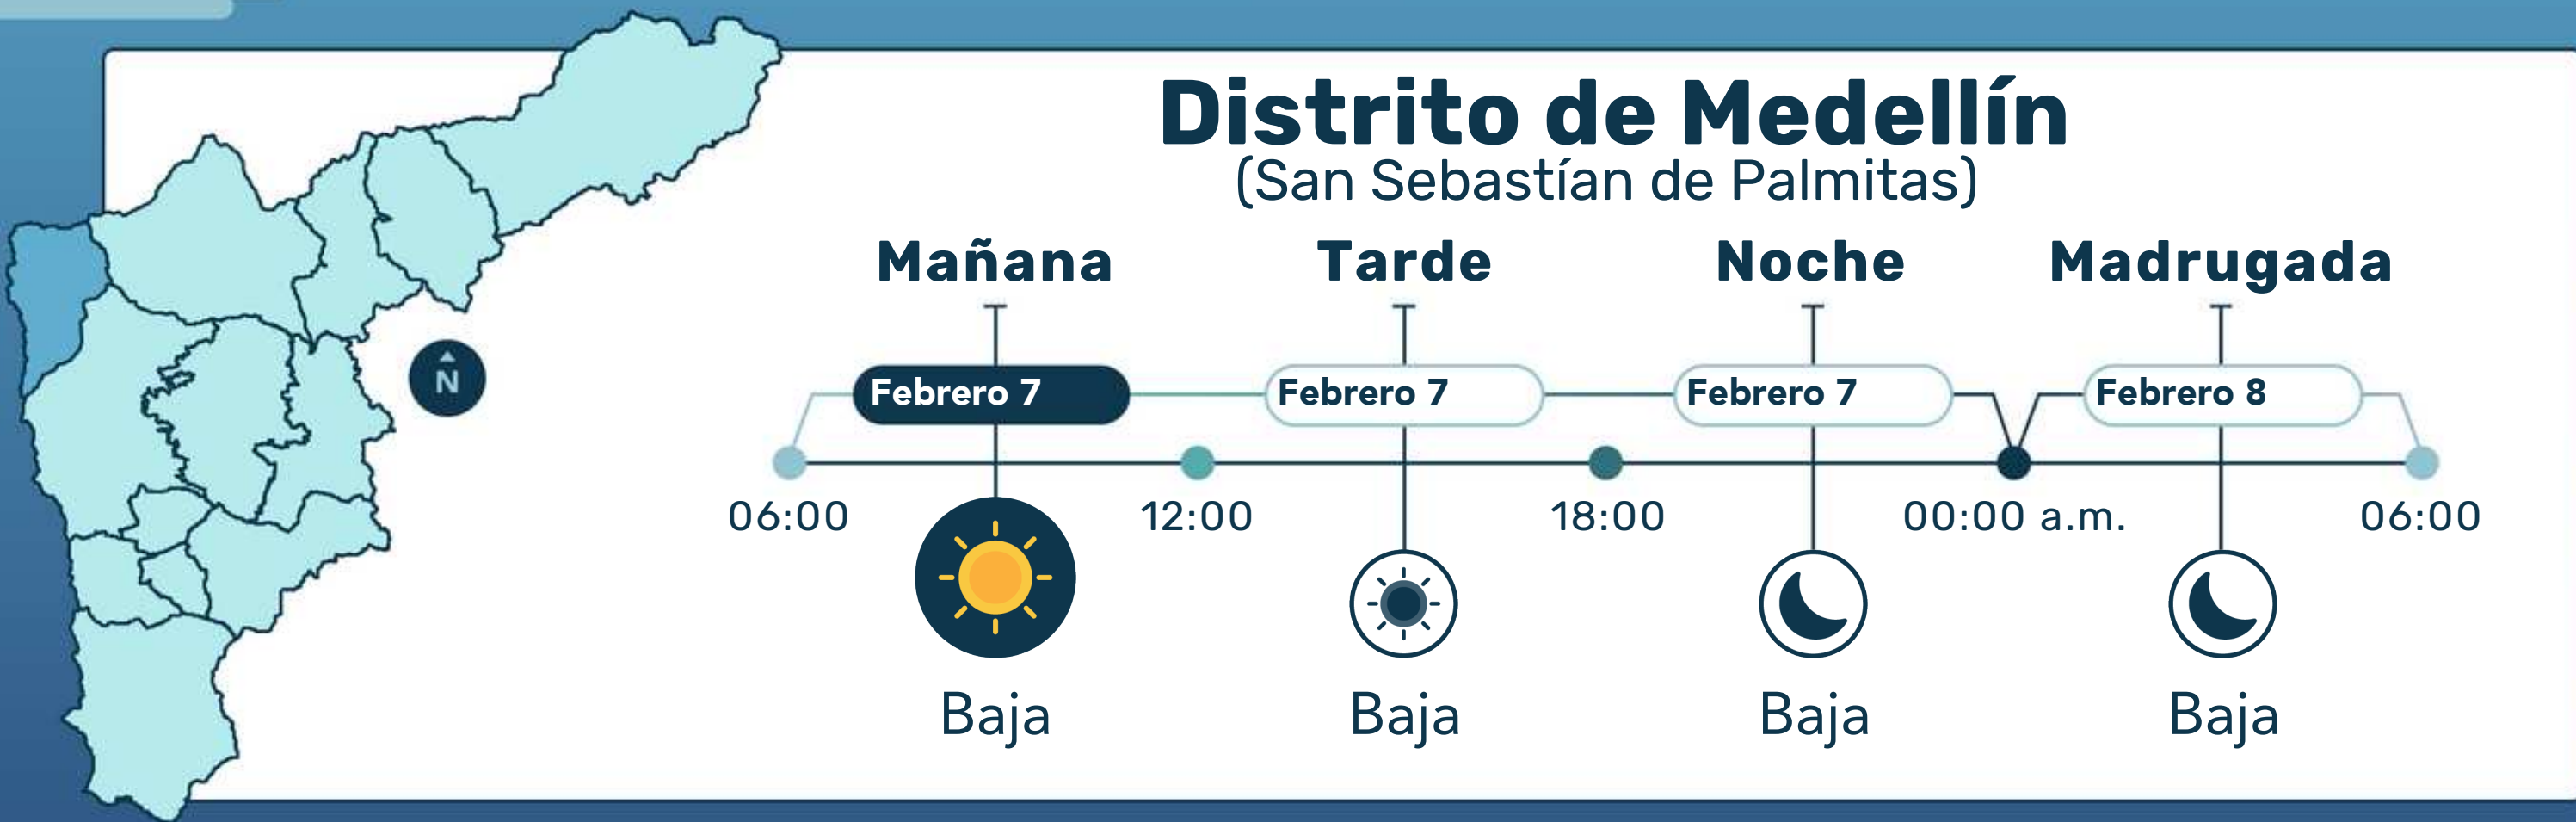 Distrito de Medellín
(San Sebastían de Palmitas)
Mañana Tarde Noche Madrugada
N
Febrero 7 Febrero 7 Febrero 7 Febrero 8
06:00 12:00 18:00 00:00 a.m. 06:00
Baja Baja Baja Baja